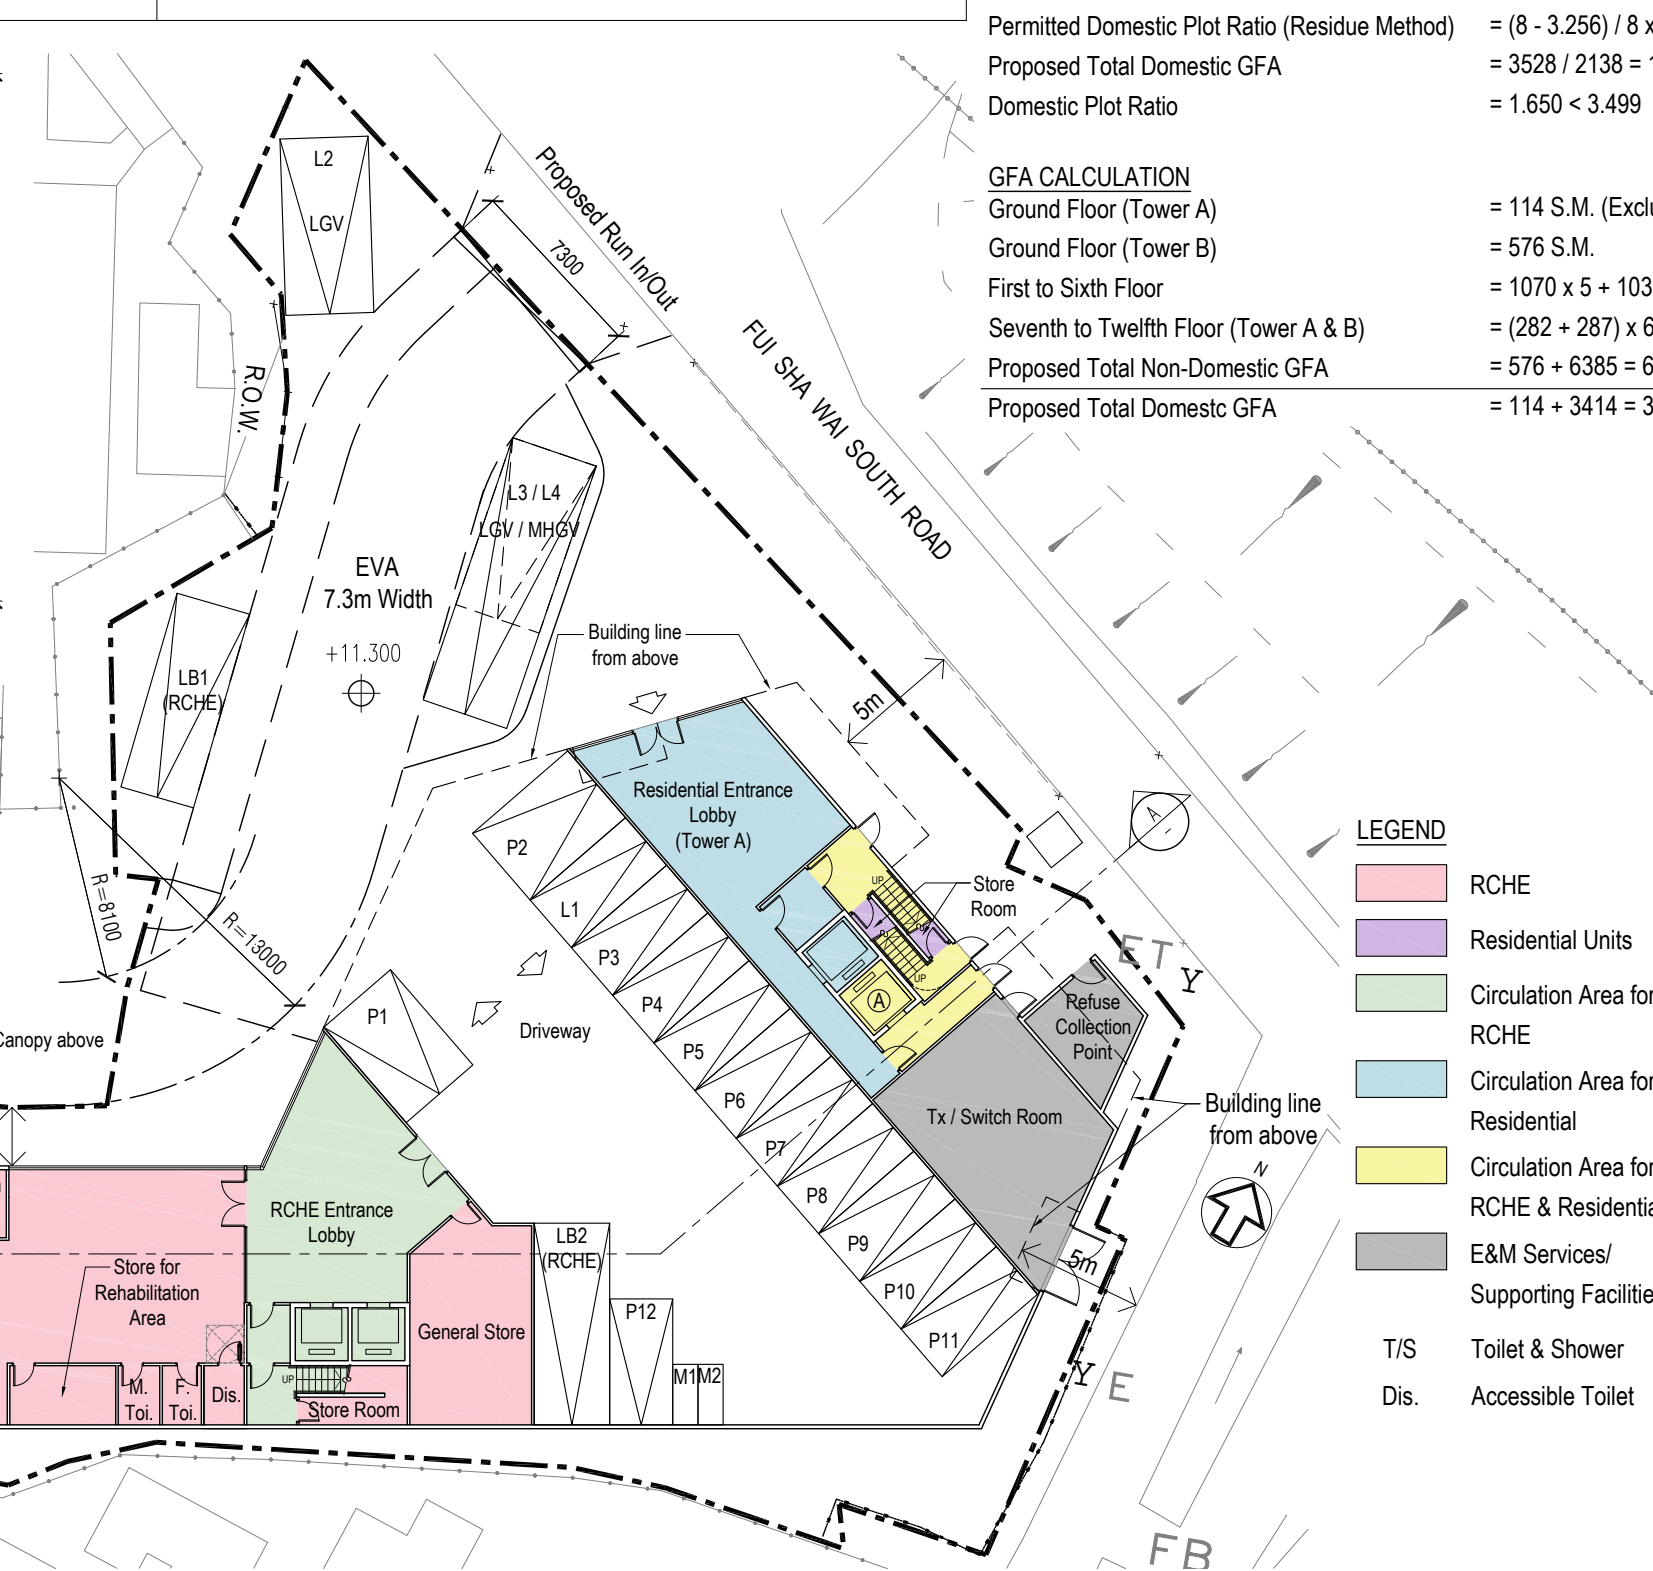 Permitted Domestic Plot Ratio (Residue Method) = (8 - 3.256) / 8 x
Proposed Total Domestic GFA = 3528 / 2138 = 1
Domestic Plot Ratio = 1.650 < 3.499
GFA CALCULATION
Ground Floor (Tower A) = 114 S.M. (Exclu
Ground Floor (Tower B) = 576 S.M.
First to Sixth Floor = 1070 x 5 + 103
Seventh to Twelfth Floor (Tower A & B) = (282 + 287) x 6
Proposed Total Non-Domestic GFA = 576 + 6385 = 6
Proposed Total Domestc GFA = 114 + 3414 = 3
L2
LGV
Proposed Run In/Out
7300
FUI SHA WAI SOUTH ROAD
R.O.W.
L3 / L4
LGV / MHGV
EVA
7.3m Width
+11.300
LB1
(RCHE)
Building line
from above
5m
R=8100
R=13000
Canopy above
Residential Entrance
Lobby
(Tower A)
P2
L1
P3
P4
P5
P6
P7
P8
P9
P10
P11
P1
Driveway
UP
Store
Room
UP
A
A
Refuse
Collection
Point
Tx / Switch Room
ET
Y
Building line
from above
N
5m
RCHE Entrance
Lobby
Store for
Rehabilitation
Area
General Store
LB2
(RCHE)
P12
M1
M2
M.
Toi.
F.
Toi.
Dis.
UP
Store Room
Y
E
FB
LEGEND
RCHE
Residential Units
Circulation Area for
RCHE
Circulation Area for
Residential
Circulation Area for
RCHE & Residentia
E&M Services/
Supporting Facilitie
T/S Toilet & Shower
Dis. Accessible Toilet